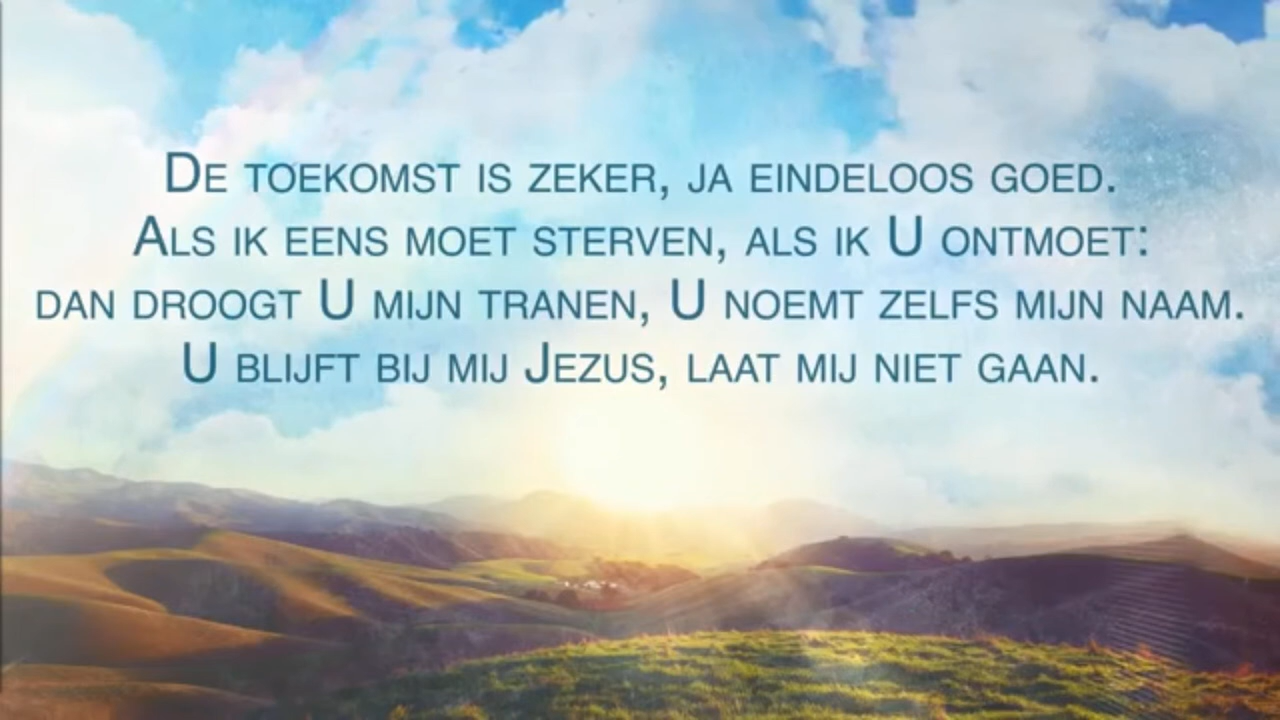 De toekomst is zeker, ja eindeloos goed.
Als ik eens moet sterven, als ik U ontmoet:
dan droogt U mijn tranen, U noemt zelfs mijn naam.
U blijft bij mij Jezus, laat mij niet gaan.